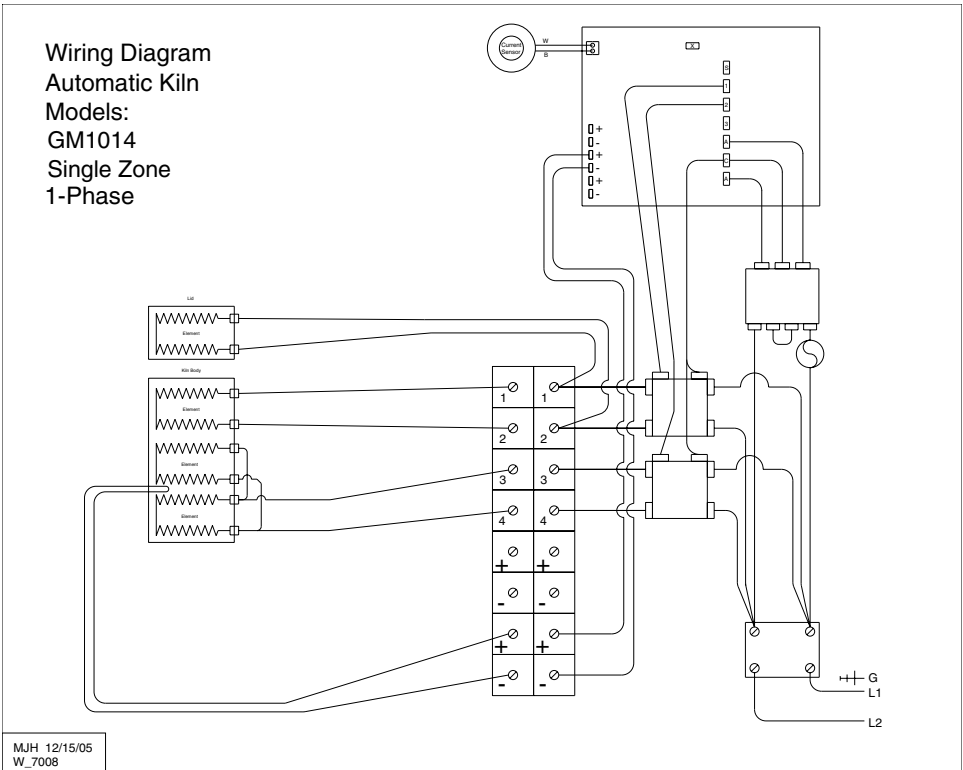 Wiring Diagram
Automatic Kiln
Models:
GM1014
Single Zone
1-Phase
Current
Sensor
W
B
X
S
1
2
3
A
C
A
+
-
+
-
+
-
Lid
Element
Kiln Body
Element
Element
Element
1 1
2 2
3 3
4 4
+ +
- -
+ +
- -
G
L1
L2
MJH 12/15/05
W_7008